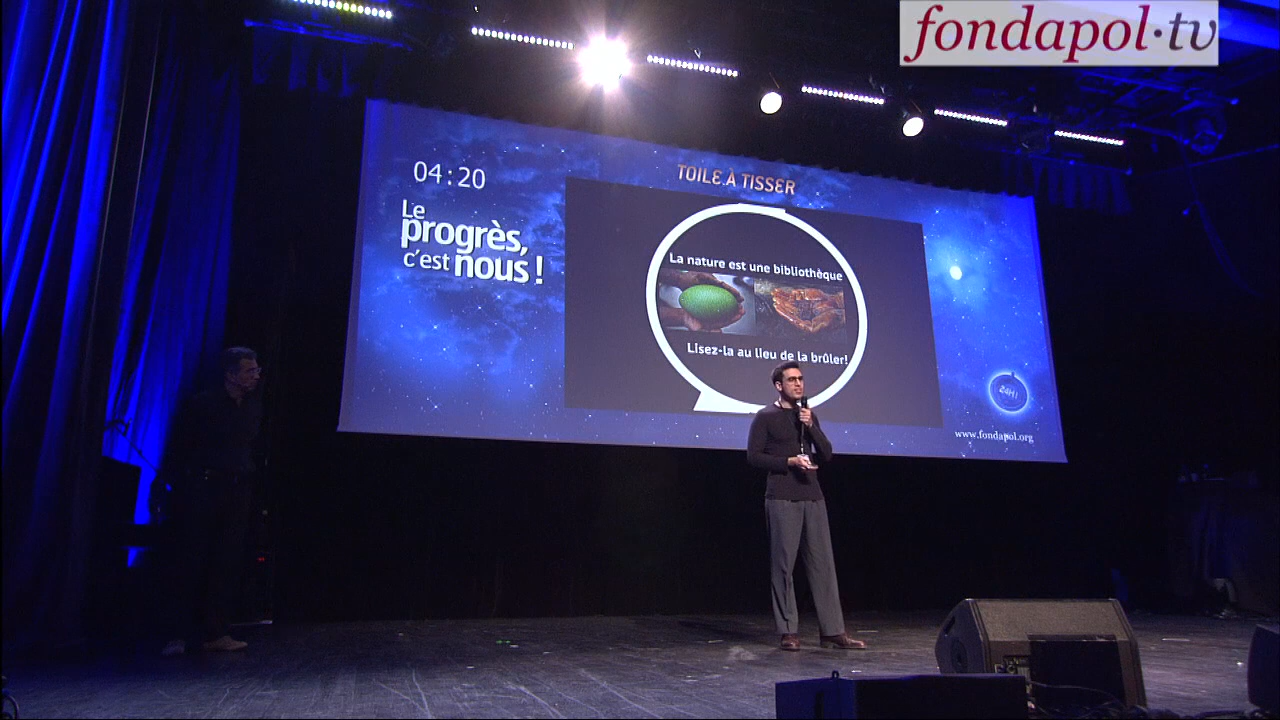 fondapol·tv
04:20
TOILE À TISSER
Le
progrès,
c'est nous !
La nature est une bibliothèque
Lisez-la au lieu de la brûler!
24H!
www.fondapol.org